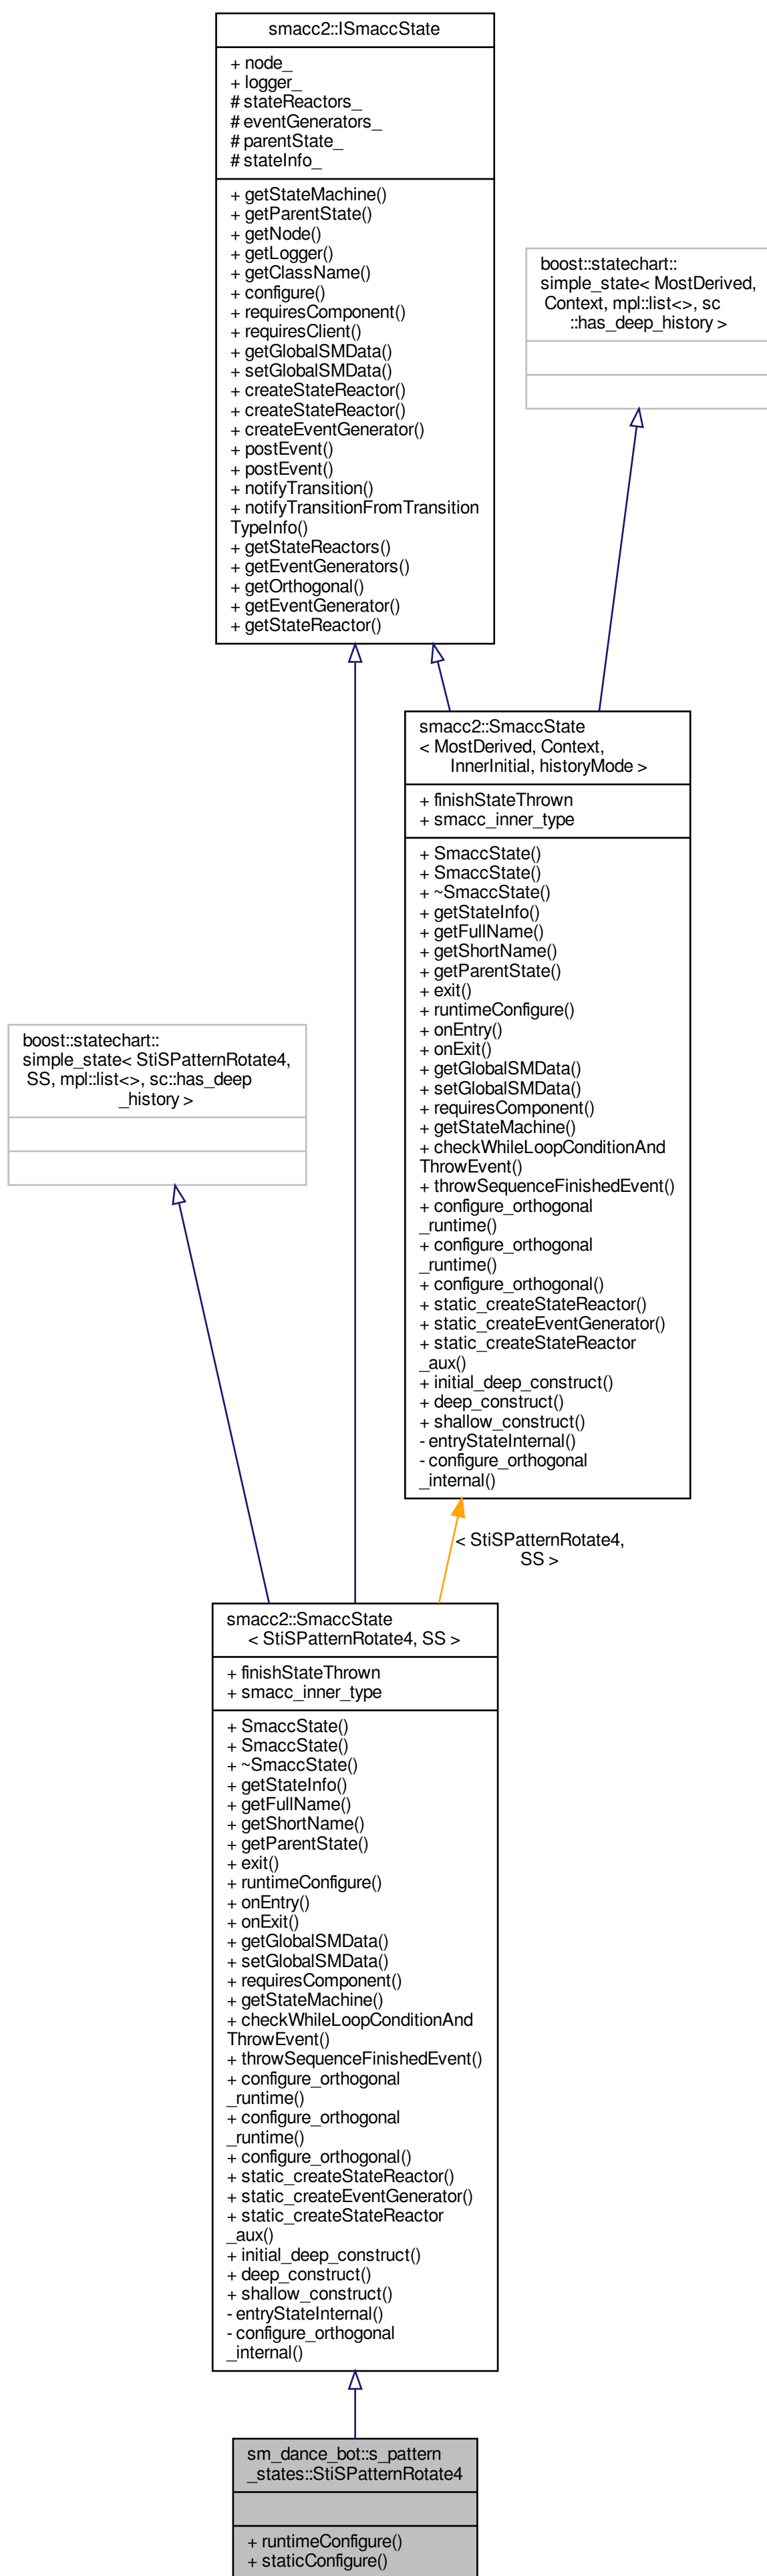 smacc2::ISmaccState
+ node_
+ logger_
# stateReactors_
# eventGenerators_
# parentState_
# stateInfo_
+ getStateMachine()
+ getParentState()
+ getNode()
+ getLogger()
+ getClassName()
+ configure()
+ requiresComponent()
+ requiresClient()
+ getGlobalSMData()
+ setGlobalSMData()
+ createStateReactor()
+ createStateReactor()
+ createEventGenerator()
+ postEvent()
+ postEvent()
+ notifyTransition()
+ notifyTransitionFromTransition
TypeInfo()
+ getStateReactors()
+ getEventGenerators()
+ getOrthogonal()
+ getEventGenerator()
+ getStateReactor()
boost::statechart::
simple_state< MostDerived,
Context, mpl::list<>, sc
::has_deep_history >
smacc2::SmaccState
< MostDerived, Context,
InnerInitial, historyMode >
+ finishStateThrown
+ smacc_inner_type
+ SmaccState()
+ SmaccState()
+ ~SmaccState()
+ getStateInfo()
+ getFullName()
+ getShortName()
+ getParentState()
+ exit()
+ runtimeConfigure()
+ onEntry()
+ onExit()
+ getGlobalSMData()
+ setGlobalSMData()
+ requiresComponent()
+ getStateMachine()
+ checkWhileLoopConditionAnd
ThrowEvent()
+ throwSequenceFinishedEvent()
+ configure_orthogonal
_runtime()
+ configure_orthogonal
_runtime()
+ configure_orthogonal()
+ static_createStateReactor()
+ static_createEventGenerator()
+ static_createStateReactor
_aux()
+ initial_deep_construct()
+ deep_construct()
+ shallow_construct()
- entryStateInternal()
- configure_orthogonal
_internal()
boost::statechart::
simple_state< StiSPatternRotate4,
SS, mpl::list<>, sc::has_deep
_history >
< StiSPatternRotate4,
SS >
smacc2::SmaccState
< StiSPatternRotate4, SS >
+ finishStateThrown
+ smacc_inner_type
+ SmaccState()
+ SmaccState()
+ ~SmaccState()
+ getStateInfo()
+ getFullName()
+ getShortName()
+ getParentState()
+ exit()
+ runtimeConfigure()
+ onEntry()
+ onExit()
+ getGlobalSMData()
+ setGlobalSMData()
+ requiresComponent()
+ getStateMachine()
+ checkWhileLoopConditionAnd
ThrowEvent()
+ throwSequenceFinishedEvent()
+ configure_orthogonal
_runtime()
+ configure_orthogonal
_runtime()
+ configure_orthogonal()
+ static_createStateReactor()
+ static_createEventGenerator()
+ static_createStateReactor
_aux()
+ initial_deep_construct()
+ deep_construct()
+ shallow_construct()
- entryStateInternal()
- configure_orthogonal
_internal()
sm_dance_bot::s_pattern
_states::StiSPatternRotate4
+ runtimeConfigure()
+ staticConfigure()